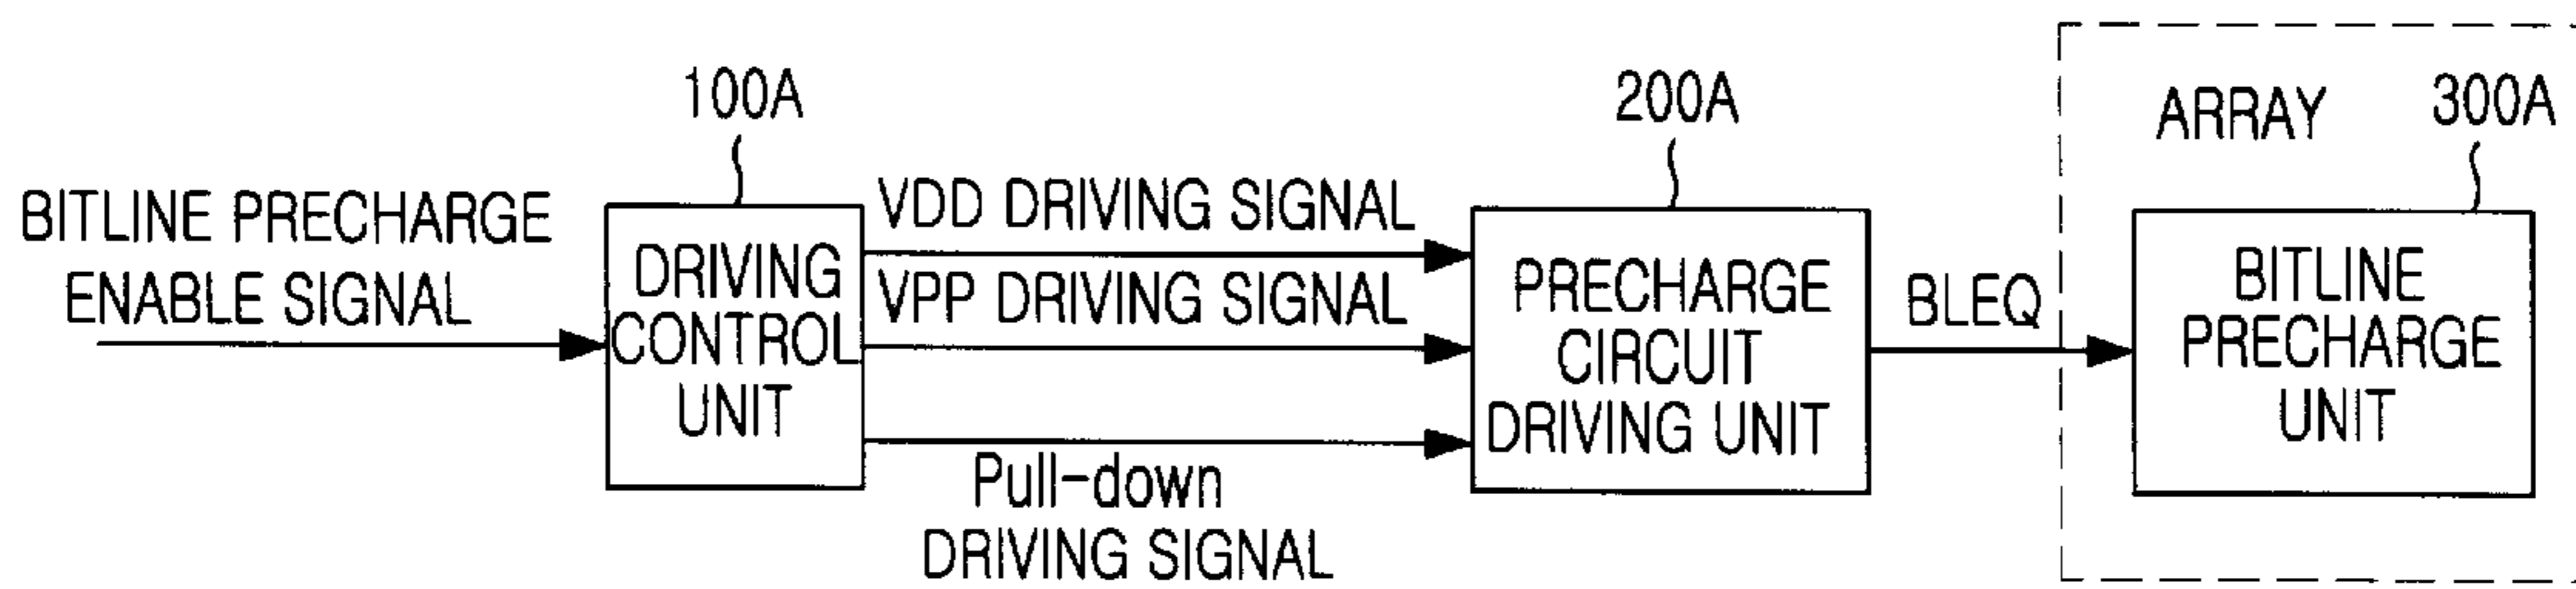 BITLINE PRECHARGE
ENABLE SIGNAL
100A
DRIVING
CONTROL
UNIT
VDD DRIVING SIGNAL
VPP DRIVING SIGNAL
Pull-down
DRIVING SIGNAL
200A
PRECHARGE
CIRCUIT
DRIVING UNIT
BLEQ
ARRAY
300A
BITLINE
PRECHARGE
UNIT